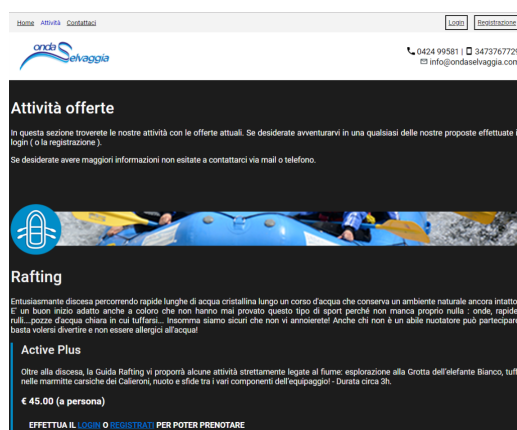 Home Attività Contattaci
Login Registrazione
onda Selvaggia
0424 99581 | 3473767729
info@ondaselvaggia.com
Attività offerte
In questa sezione troverete le nostre attività con le offerte attuali. Se desiderate avventurarvi in una qualsiasi delle nostre proposte effettuate
login ( o la registrazione ).
Se desiderate avere maggiori informazioni non esitate a contattarci via mail o telefono.
Rafting
Entusiasmante discesa percorrendo rapide lunghe di acqua cristallina lungo un corso d'acqua che conserva un ambiente naturale ancora intatto
E' un buon inizio adatto anche a coloro che non hanno mai provato questo tipo di sport perché non manca proprio nulla : onde, rapide
rulli....pozze d'acqua chiara in cui tuffarsi... Insomma siamo sicuri che non vi annoierete! Anche chi non è un abile nuotatore può partecipare
basta volersi divertire e non essere allergici all'acqua!
Active Plus
Oltre alla discesa, la Guida Rafting vi proporrà alcune attività strettamente legate al fiume: esplorazione alla Grotta dell'elefante Bianco, tuff
nelle marmitte carsiche dei Calieroni, nuoto e sfide tra i vari componenti dell'equipaggio! - Durata circa 3h.
€ 45.00 (a persona)
EFFETTUA IL LOGIN O REGISTRATI PER POTER PRENOTARE